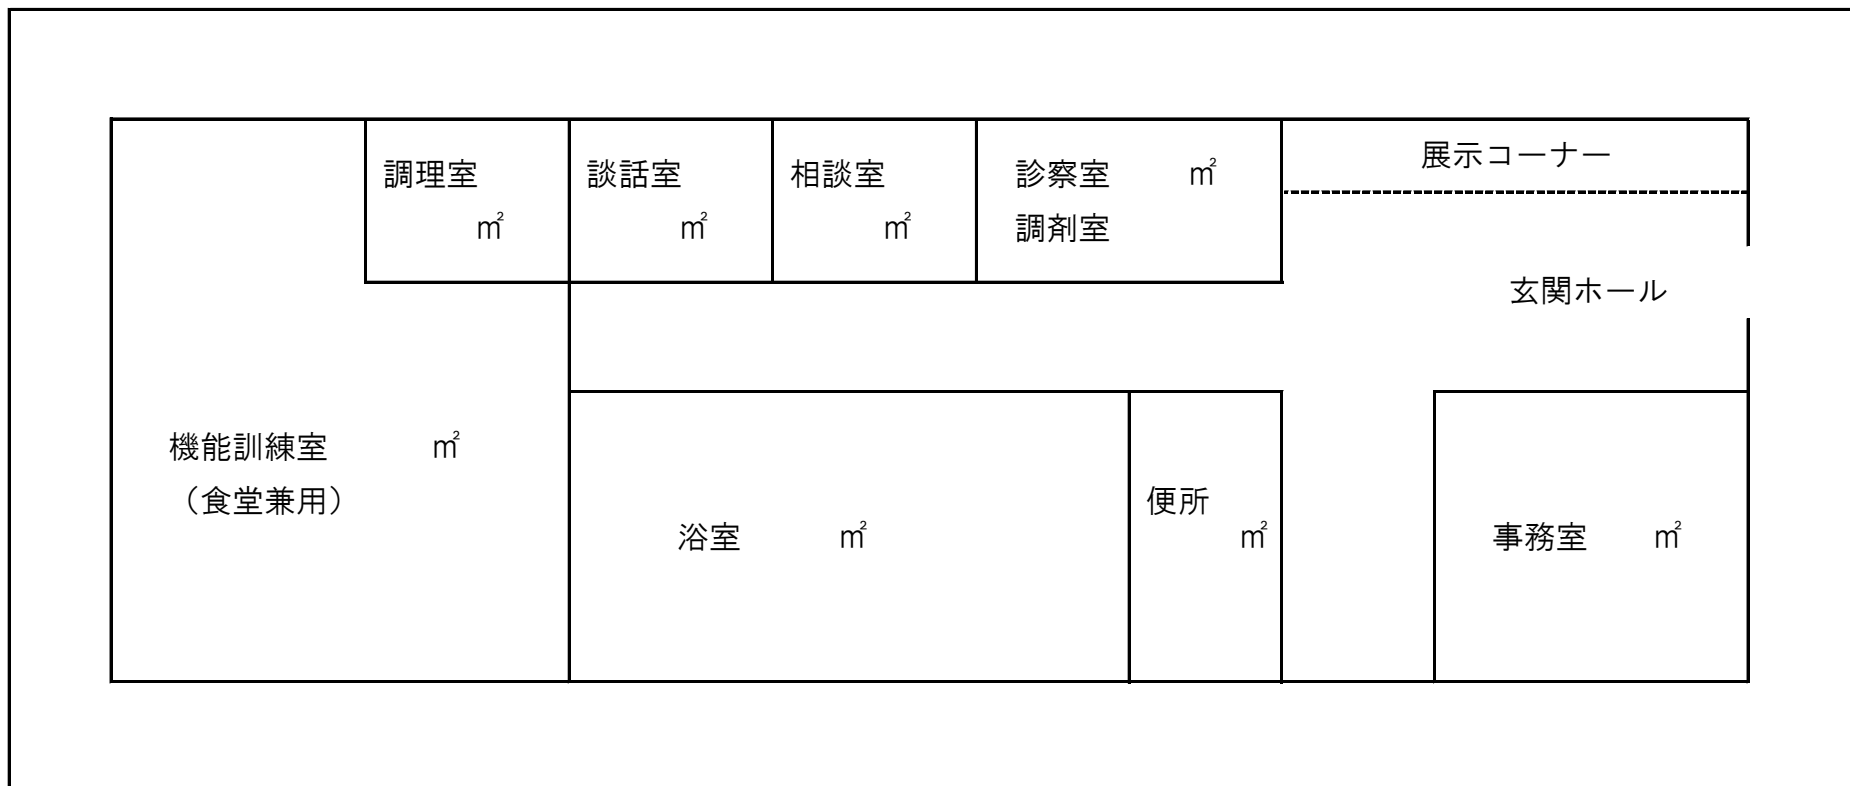 調理室
㎡
談話室
㎡
相談室
㎡
診察室 ㎡
調剤室
展示コーナー
玄関ホール
機能訓練室 ㎡
（食堂兼用）
浴室 ㎡
便所
㎡
事務室 ㎡